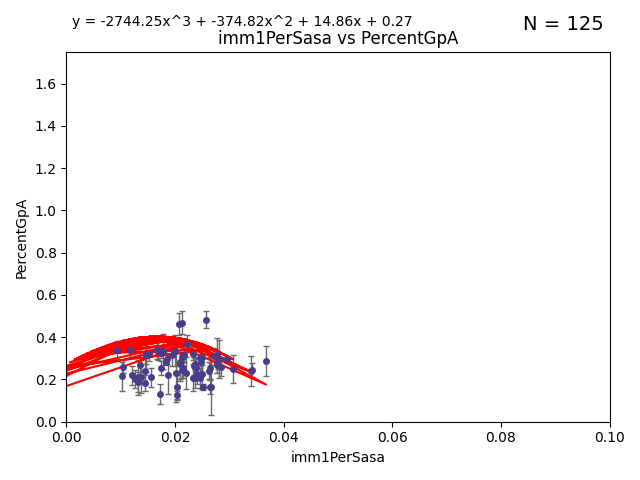 y = -2744.25x^3 + -374.82x^2 + 14.86x + 0.27
N = 125
imm1PerSasa vs PercentGpA
PercentGpA
1.6
1.4
1.2
1.0
0.8
0.6
0.4
0.2
0.0
0.00 0.02 0.04 0.06 0.08 0.10
imm1PerSasa